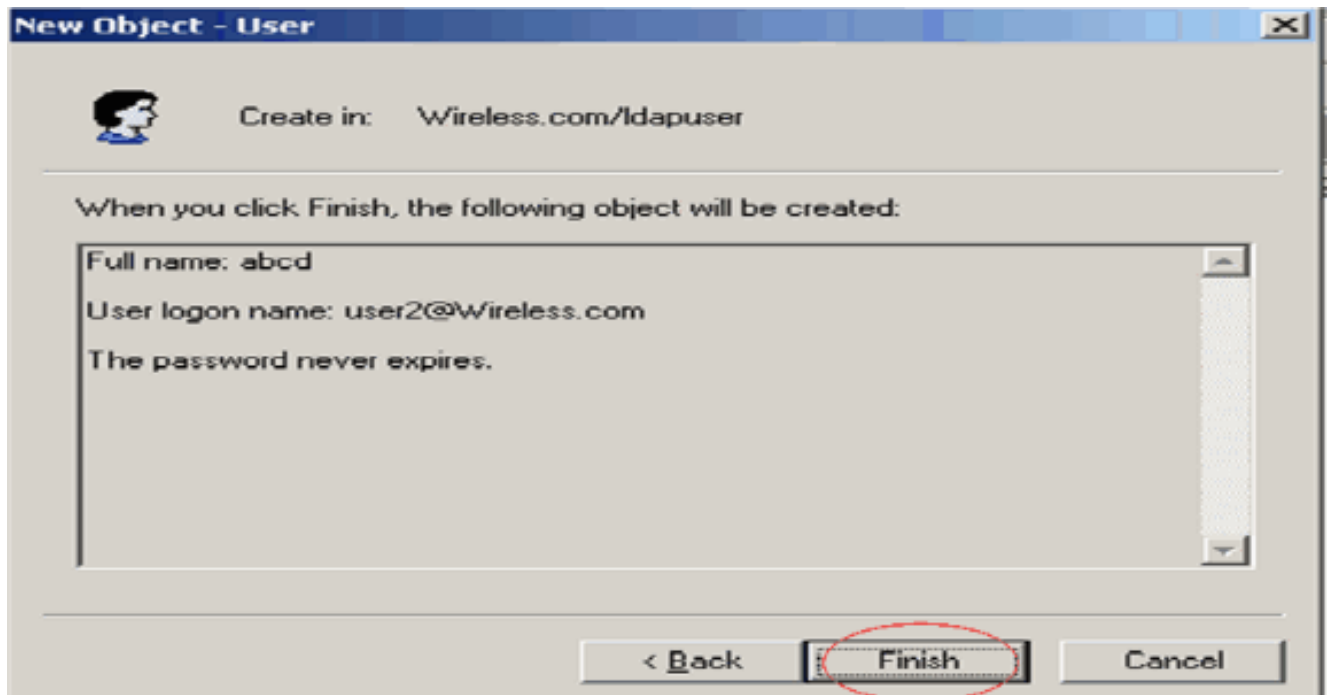 New Object - User
Create in: Wireless.com/ldapuser
When you click Finish, the following object will be created:
Full name: abcd
User logon name: user2@Wireless.com
The password never expires.
< Back Finish Cancel